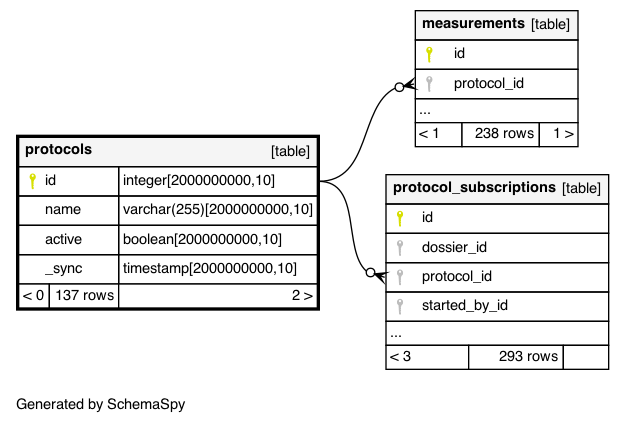 measurements [table]
id
protocol_id
...
< 1 238 rows 1 >
protocols [table]
id integer[2000000000,10]
name varchar(255)[2000000000,10]
active boolean[2000000000,10]
_sync timestamp[2000000000,10]
< 0 137 rows 2 >
protocol_subscriptions [table]
id
dossier_id
protocol_id
started_by_id
...
< 3 293 rows
Generated by SchemaSpy